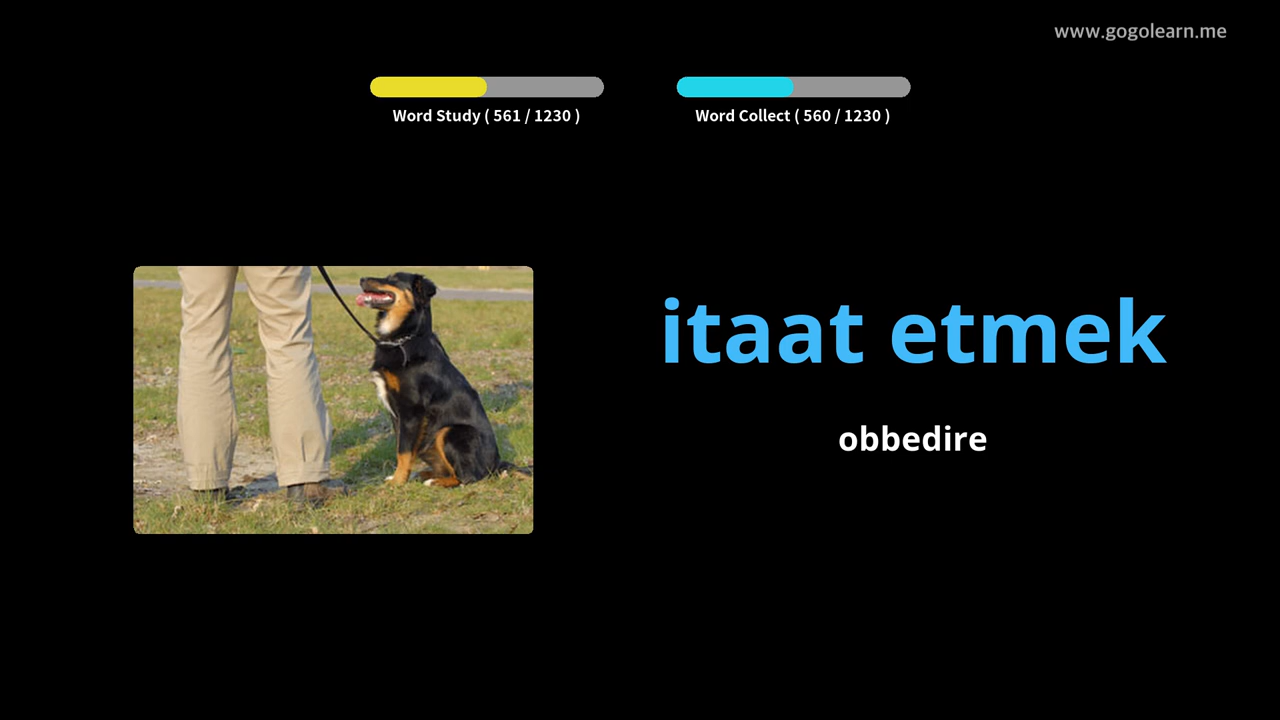 www.gogolearn.me
Word Study ( 561 / 1230 )
Word Collect ( 560 / 1230 )
itaat etmek
obbedire